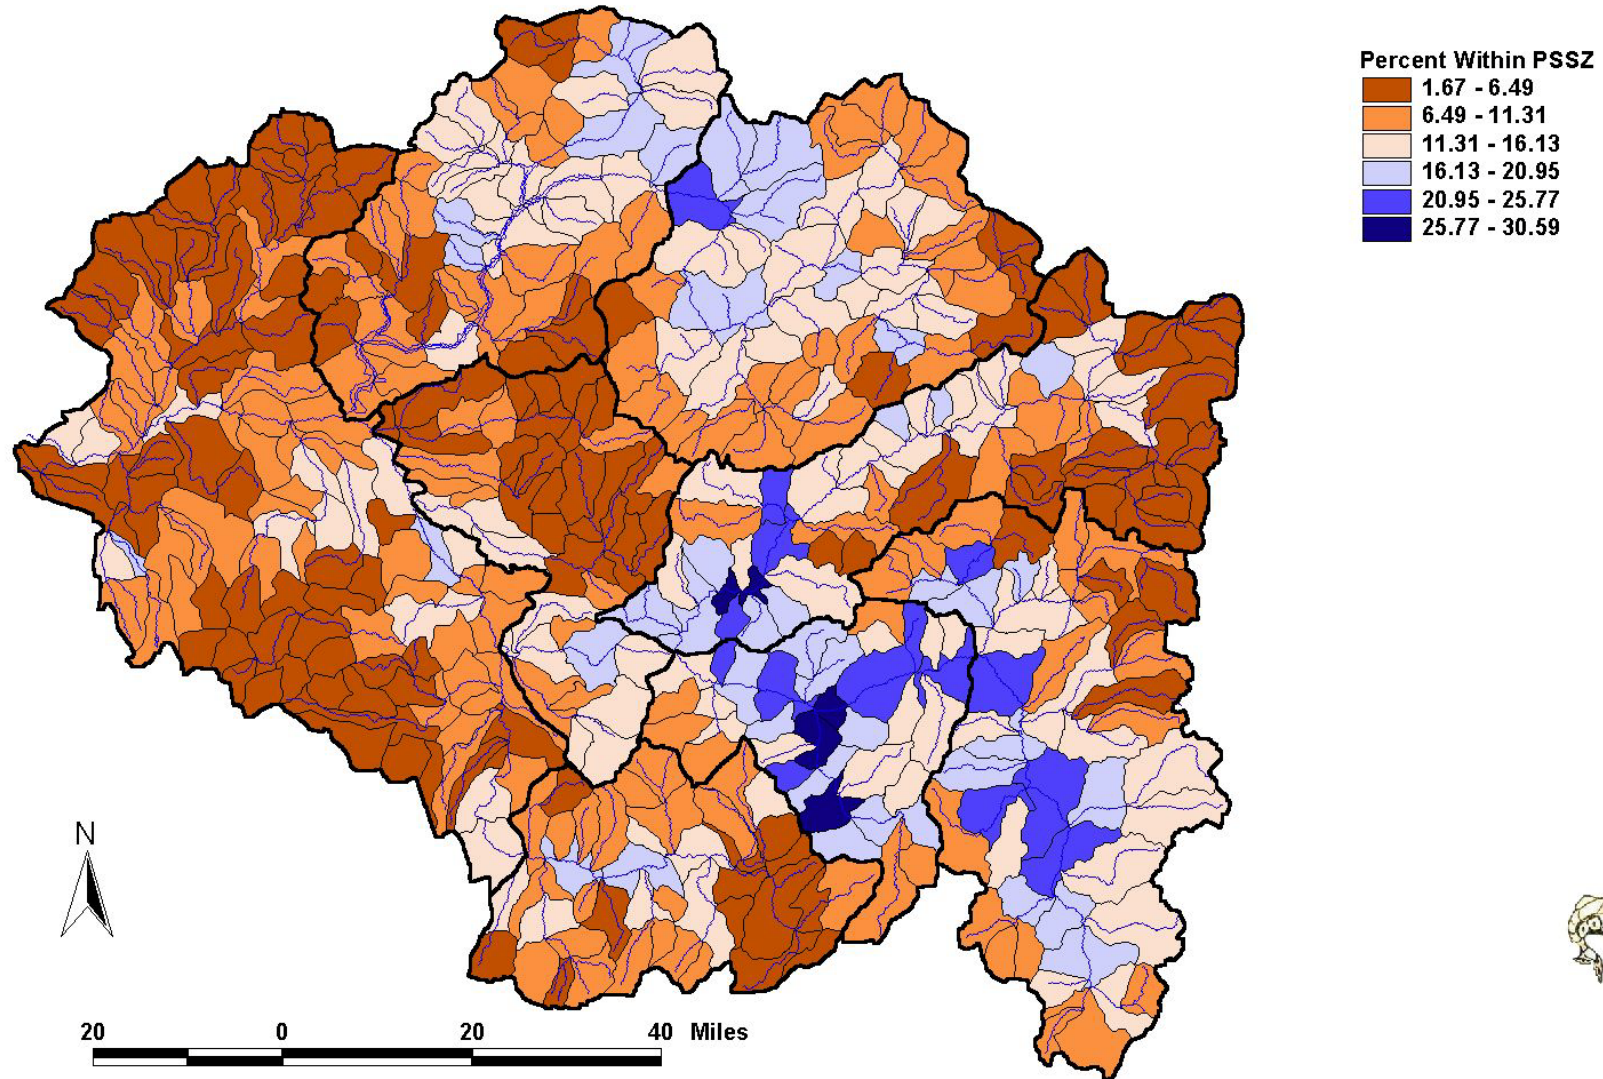 Percent Within PSSZ
1.67 - 6.49
6.49 - 11.31
11.31 - 16.13
16.13 - 20.95
20.95 - 25.77
25.77 - 30.59
N
20 0 20 40 Miles